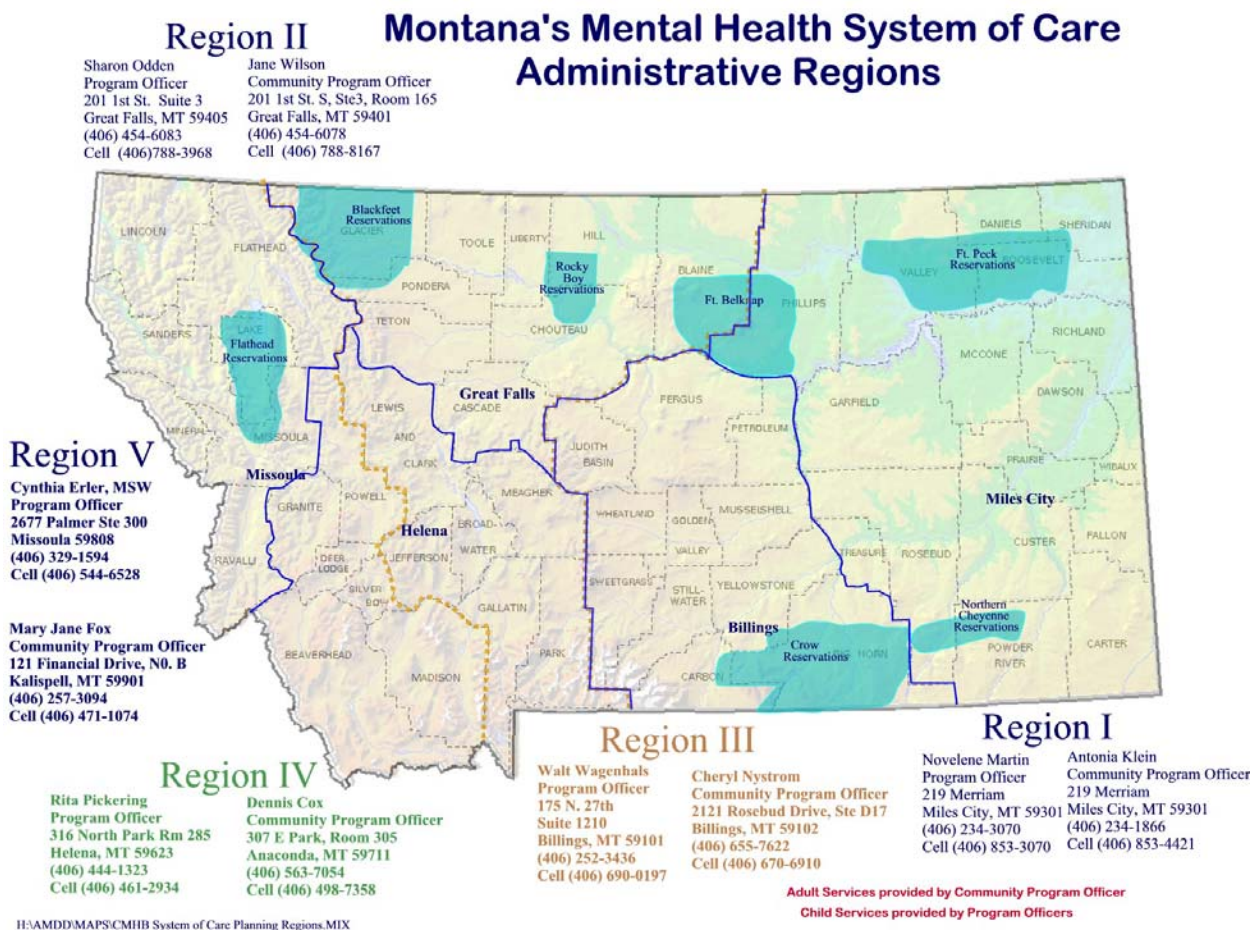 Montana's Mental Health System of Care
Administrative Regions
Region II
Sharon Odden
Program Officer
201 1st St. Suite 3
Great Falls, MT 59405
(406) 454-6083
Cell (406)788-3968
Jane Wilson
Community Program Officer
201 1st St. S, Ste3, Room 165
Great Falls, MT 59401
(406) 454-6078
Cell (406) 788-8167
LINCOLN
FLATHEAD
Blackfeet
Reservations
GLACIER
TOOLE
LIBERTY
HILL
Rocky
Boy
Reservations
BLAINE
Ft. Belknap
PHILLIPS
DANIELS
SHERIDAN
Ft. Peck
Reservations
VALLEY
ROOSEVELT
PONDERA
TETON
CHOUTEAU
SANDERS
LAKE
Flathead
Reservations
RICHLAND
MCCONE
DAWSON
GARFIELD
Great Falls
CASCADE
FERGUS
PETROLEUM
LEWIS
AND
CLARK
JUDITH
BASIN
MINERAL
MISSOULA
Missoula
PRAIRIE
WIBAUX
Miles City
MEAGHER
POWELL
GRANITE
Helena
BROAD-
WATER
WHEATLAND
GOLDEN
VALLEY
MUSSELSHELL
CUSTER
FALLON
TREASURE
ROSEBUD
RAVALLI
DEER
LODGE
JEFFERSON
SILVER
BOW
GALLATIN
SWEETGRASS
STILL-
WATER
YELLOWSTONE
Billings
Northern
Cheyenne
Reservations
BEAVERHEAD
MADISON
PARK
CARBON
Crow
Reservations
BIG HORN
POWDER
RIVER
CARTER
Region V
Cynthia Erler, MSW
Program Officer
2677 Palmer Ste 300
Missoula 59808
(406) 329-1594
Cell (406) 544-6528
Mary Jane Fox
Community Program Officer
121 Financial Drive, N0. B
Kalispell, MT 59901
(406) 257-3094
Cell (406) 471-1074
Region IV
Rita Pickering
Program Officer
316 North Park Rm 285
Helena, MT 59623
(406) 444-1323
Cell (406) 461-2934
Dennis Cox
Community Program Officer
307 E Park, Room 305
Anaconda, MT 59711
(406) 563-7054
Cell (406) 498-7358
Region III
Walt Wagenhals
Program Officer
175 N. 27th
Suite 1210
Billings, MT 59101
(406) 252-3436
Cell (406) 690-0197
Cheryl Nystrom
Community Program Officer
2121 Rosebud Drive, Ste D17
Billings, MT 59102
(406) 655-7622
Cell (406) 670-6910
Region I
Novelene Martin
Program Officer
219 Merriam
Miles City, MT 59301
(406) 234-3070
Cell (406) 853-3070
Antonia Klein
Community Program Officer
219 Merriam
Miles City, MT 59301
(406) 234-1866
Cell (406) 853-4421
Adult Services provided by Community Program Officer
Child Services provided by Program Officers
H:\AMDD\MAPS\CMHB System of Care Planning Regions.MIX